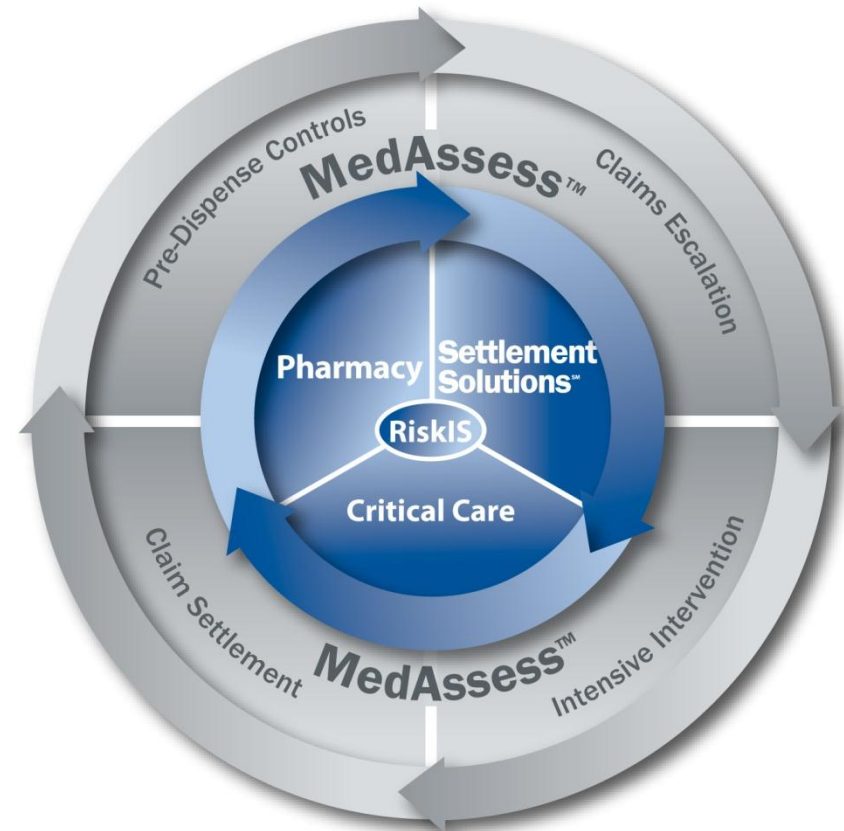 Pre-Dispense Controls
MedAssess™
Claims Escalation
Pharmacy
Settlement
Solutions℠
RiskIS
Critical Care
Claim Settlement
MedAssess™
Intensive Intervention